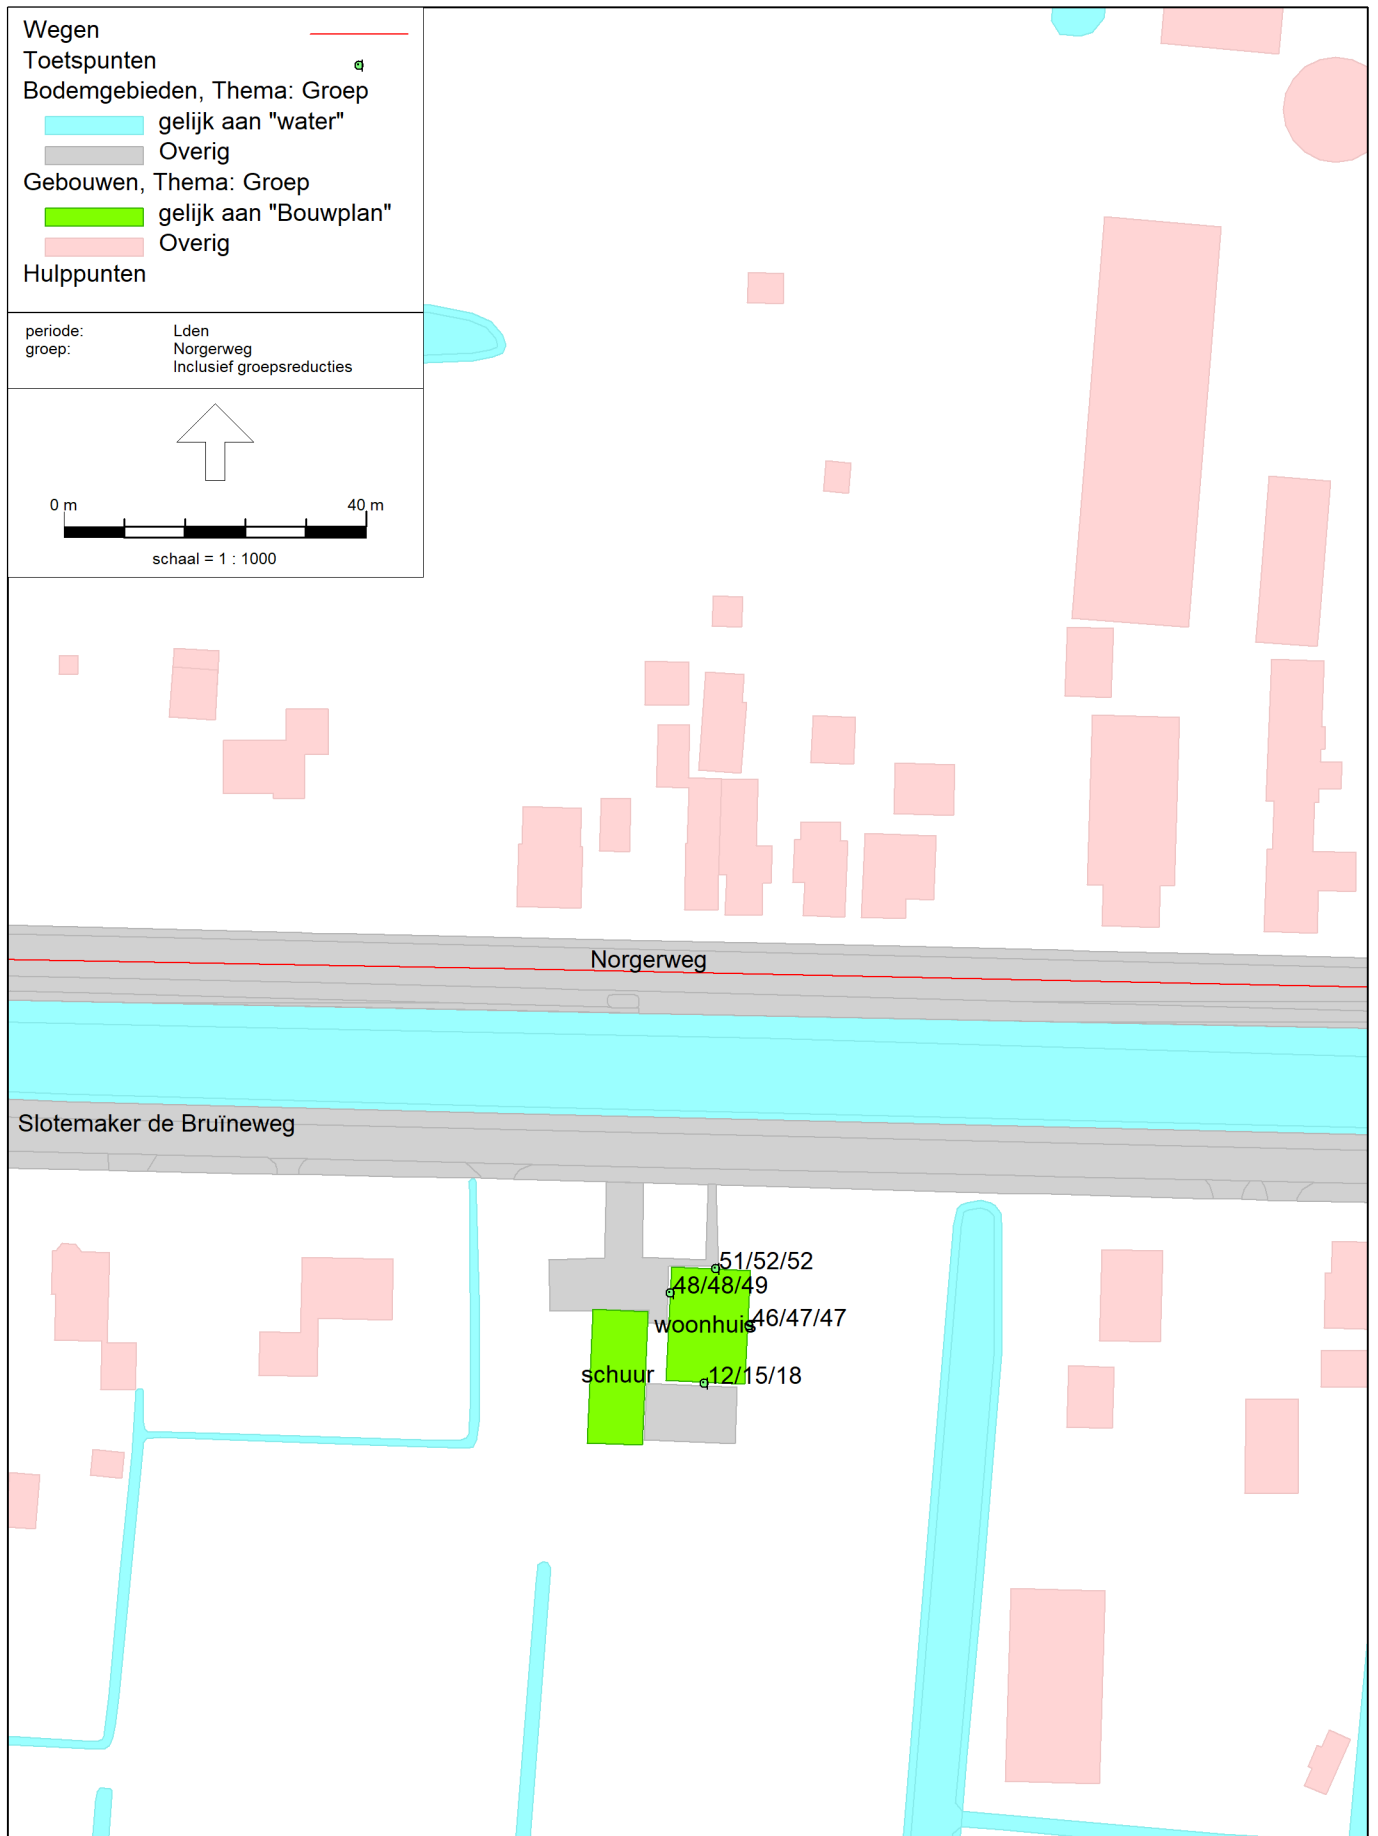 Wegen
Toetspunten
Bodemgebieden, Thema: Groep
gelijk aan "water"
Overig
Gebouwen, Thema: Groep
gelijk aan "Bouwplan"
Overig
Hulppunten
periode: Lden
groep: Norgerweg
Inclusief groepsreducties
0 m 40 m
schaal = 1 : 1000
Norgerweg
Slotemaker de Bruïneweg
51/52/52
48/48/49
46/47/47
woonhuis
12/15/18
schuur